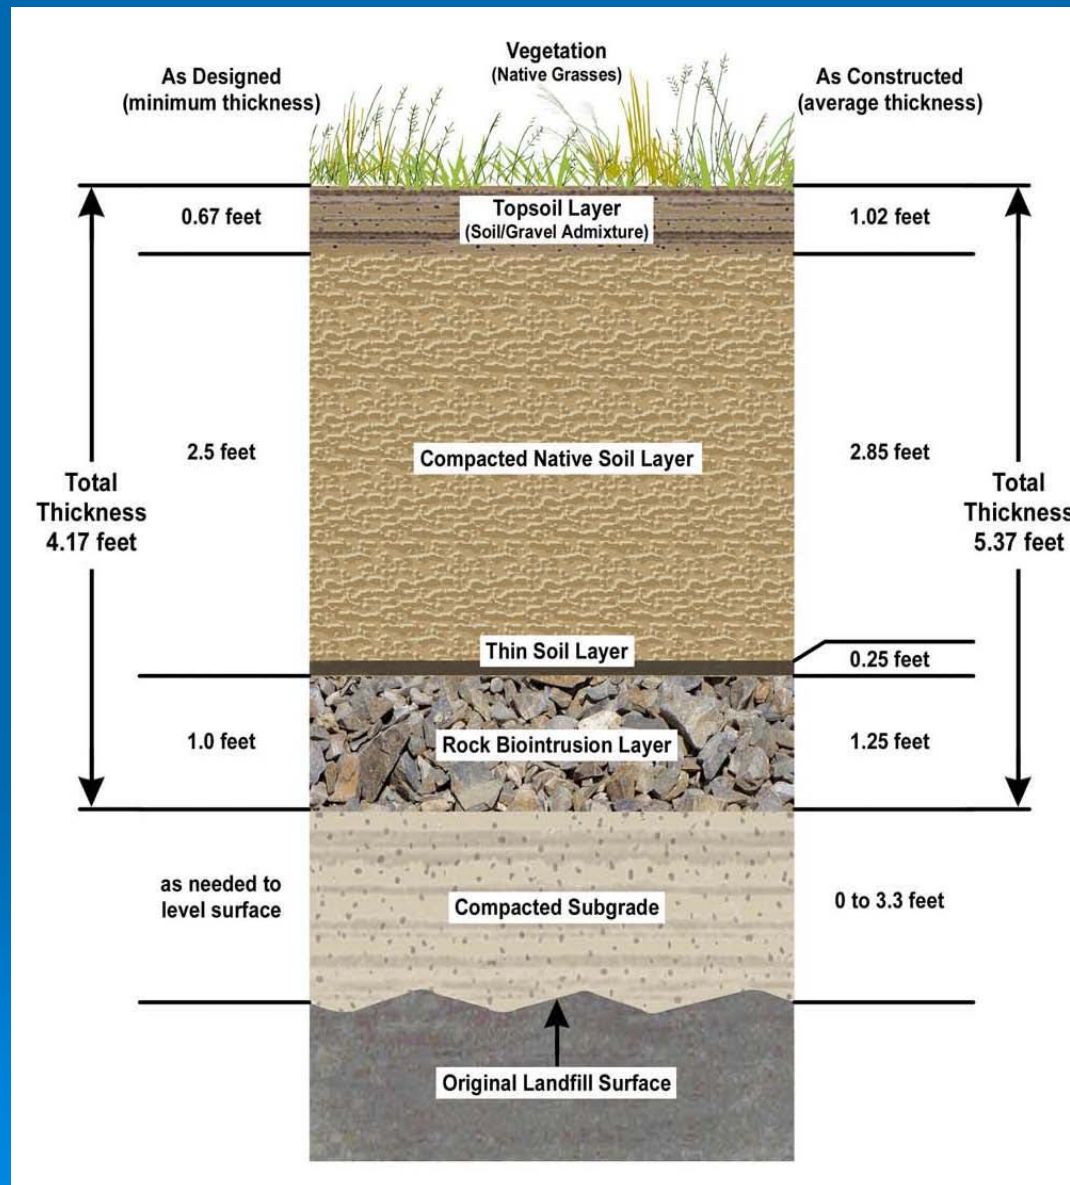 As Designed
(minimum thickness)
Vegetation
(Native Grasses)
As Constructed
(average thickness)
0.67 feet
Topsoil Layer
(Soil/Gravel Admixture)
1.02 feet
2.5 feet
Compacted Native Soil Layer
2.85 feet
Total
Thickness
4.17 feet
Total
Thickness
5.37 feet
Thin Soil Layer
0.25 feet
1.0 feet
Rock Biointrusion Layer
1.25 feet
as needed to
level surface
Compacted Subgrade
0 to 3.3 feet
Original Landfill Surface